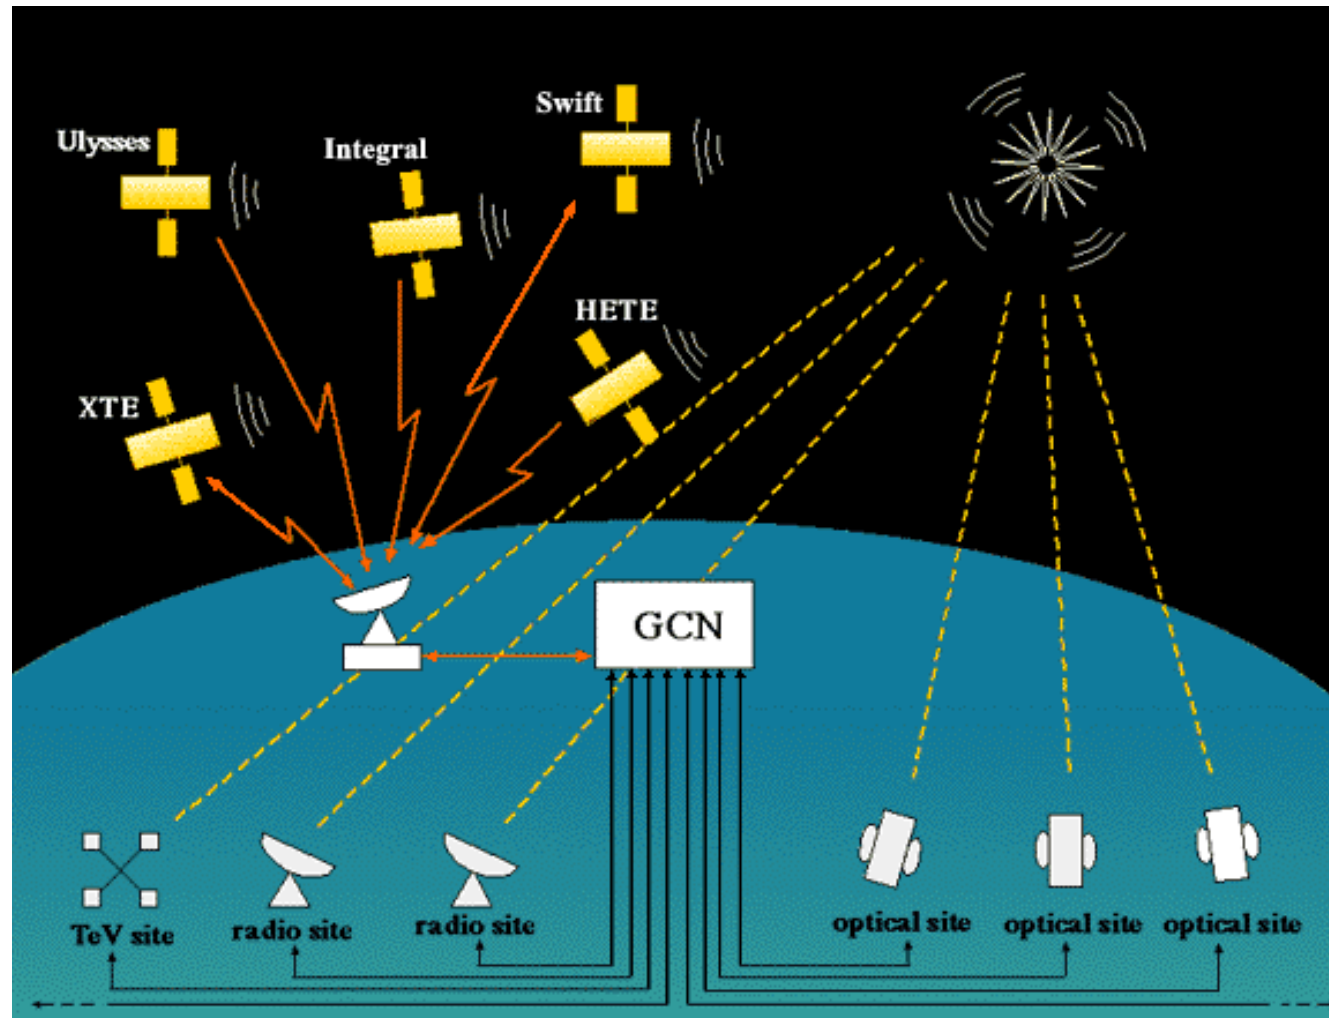 Swift
Ulysses
Integral
HETE
XTE
GCN
TeV site
radio site
radio site
optical site
optical site
optical site